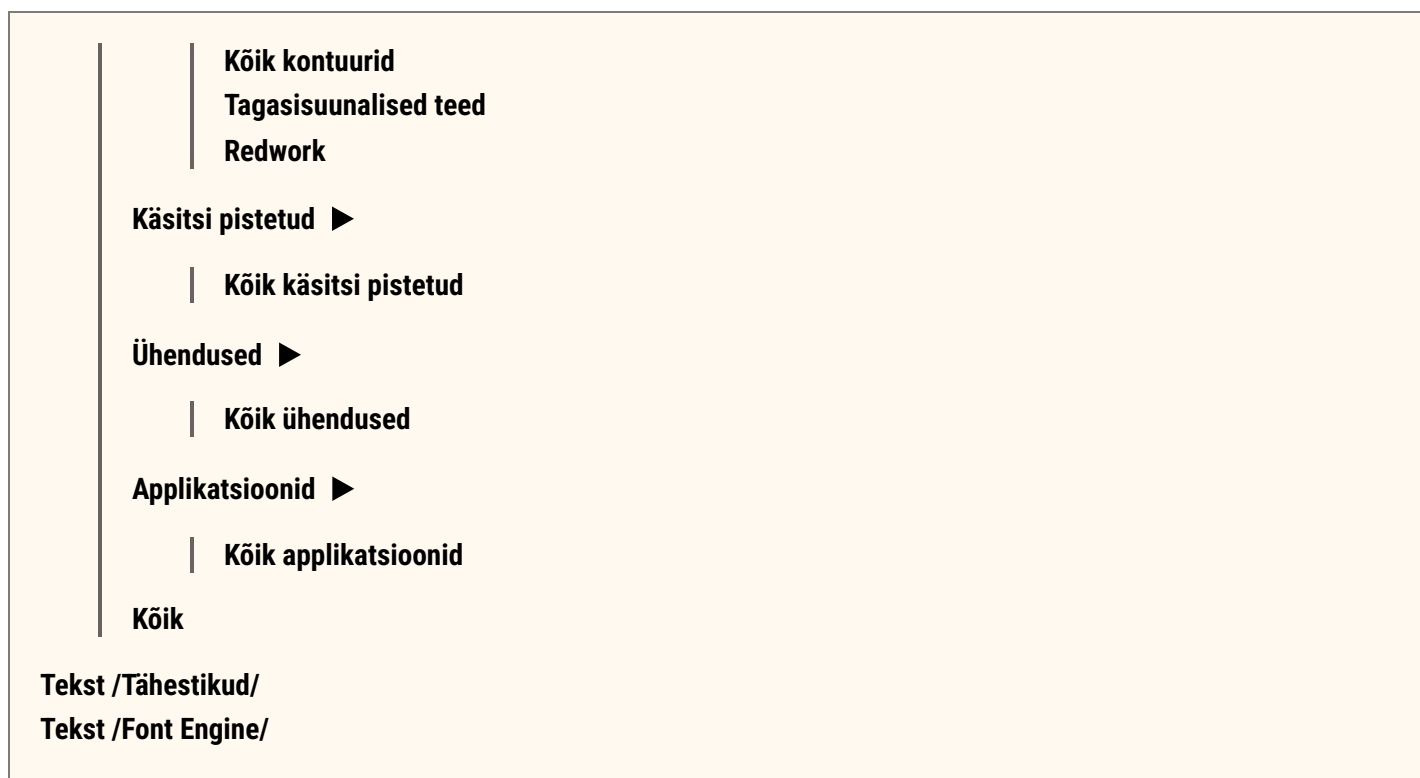 Kõik kontuurid
Tagasisuunalised teed
Redwork
Käsitsi pistetud ▶
Kõik käsitsi pistetud
Ühendused ▶
Kõik ühendused
Applikatsioonid ▶
Kõik applikatsioonid
Kõik
Tekst /Tähestikud/
Tekst /Font Engine/